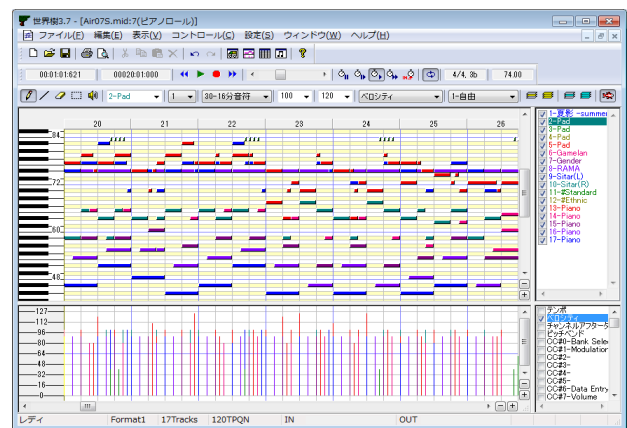 世界樹3.7 - [Air07S.mid:7(ピアノロール)]
ファイル(F) 編集(E) 表示(V) コントロール(C) 設定(S) ウィンドウ(W) ヘルプ(H)
00:01:01:621 00020:01:000 4/4, 3b 74.00
2-Pad 1 30-16分音符 100 120 ベロシティ 1-自由
20 21 22 23 24 25 26
84
72
60
48
1-夏影 -summer
2-Pad
3-Pad
4-Pad
5-Pad
6-Gamelan
7-Gender
8-RAMA
9-Sitar(L)
10-Sitar(R)
11-#Standard
12-#Ethnic
13-Piano
14-Piano
15-Piano
16-Piano
17-Piano
127
112
96
80
64
48
32
16
0
テンポ
ベロシティ
チャンネルアフタータ
ピッチベンド
CC#0-Bank Sele
CC#1-Modulation
CC#2-
CC#3-
CC#4-
CC#5-
CC#6-Data Entry
CC#7-Volume
レディ Format1 17Tracks 120TPQN IN OUT